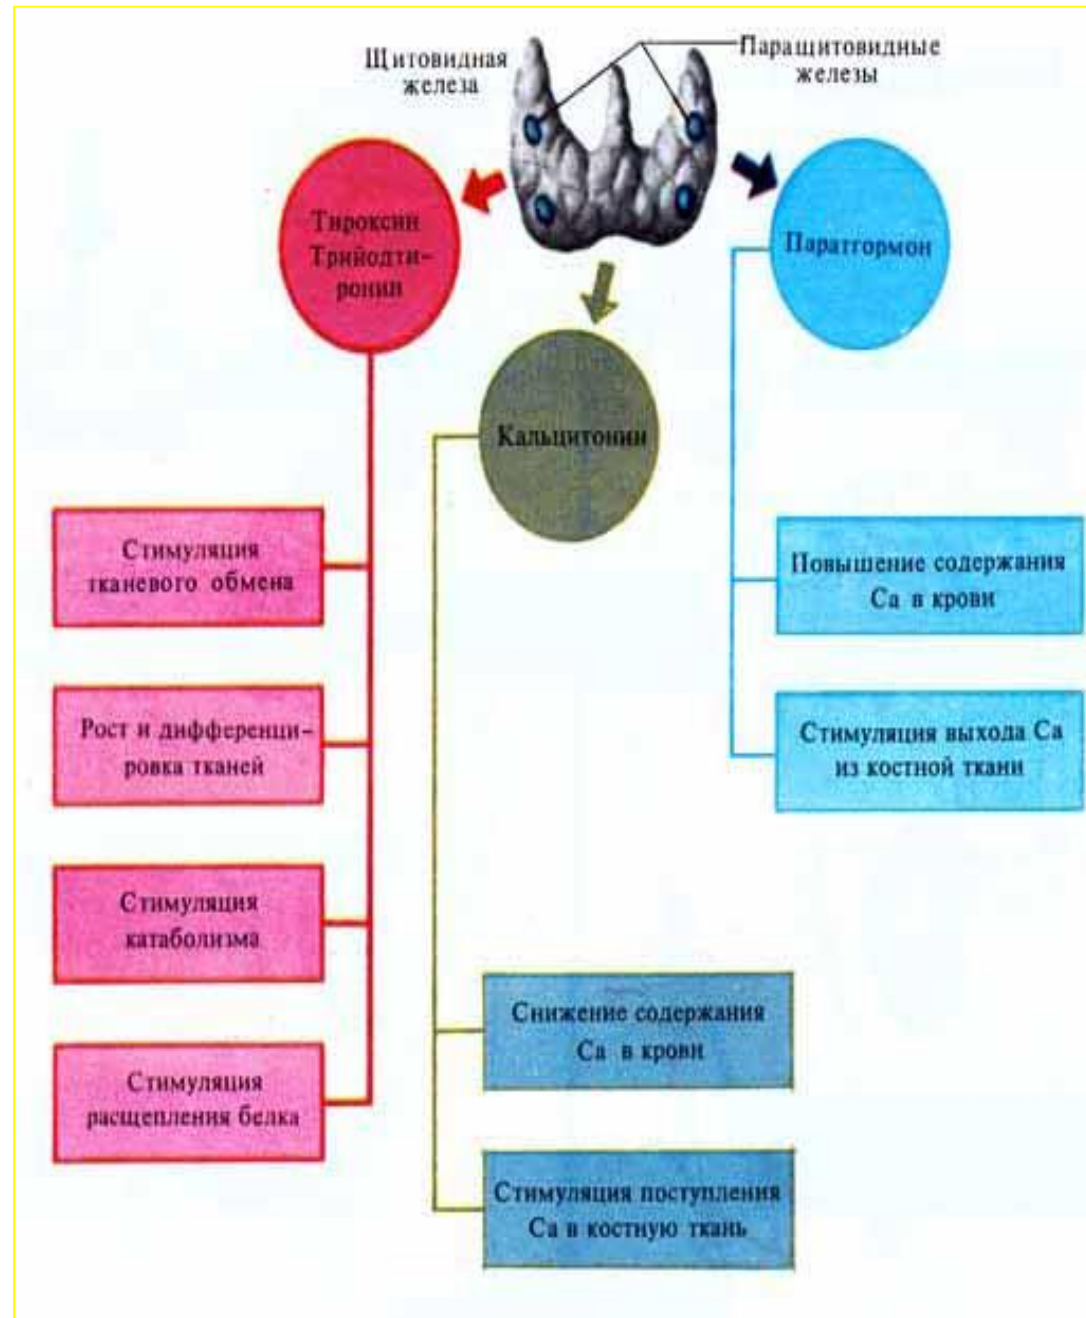 Щитовидная
железа
Паращитовидные
железы
Тироксин
Трийодти–
ронин
Паратгормон
Кальцитонин
Стимуляция
тканевого обмена
Рост и дифференци–
ровка тканей
Стимуляция
катаболизма
Стимуляция
расщепления белка
Повышение содержания
Са в крови
Стимуляция выхода Са
из костной ткани
Снижение содержания
Са в крови
Стимуляция поступления
Са в костную ткань